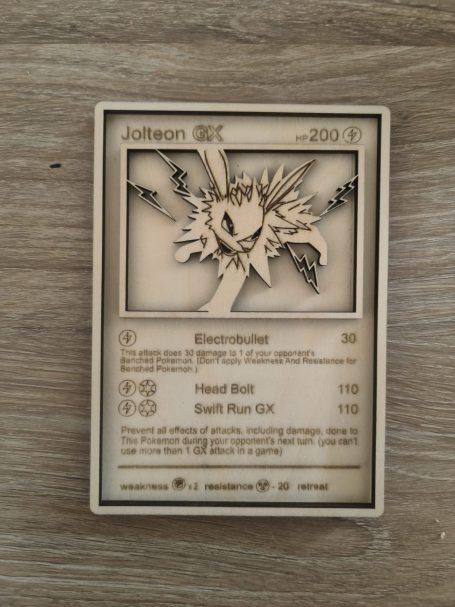 Jolteon GX HP 200
Electrobullet 30
This attack does 30 damage to 1 of your opponent's
Benched Pokemon. (Don't apply Weakness And Resistance for
Benched Pokemon.)
Head Bolt 110
Swift Run GX 110
Prevent all effects of attacks, including damage, done to
This Pokemon during your opponent's next turn. (you can't
use more than 1 GX attack in a game)
weakness x2 resistance - 20 retreat